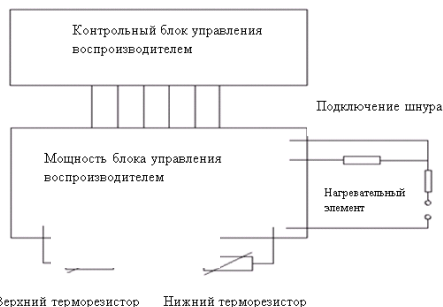 Контрольный блок управления
воспроизводителем
Подключение шнура
Мощность блока управления
воспроизводителем
Нагревательный
элемент
Верхний терморезистор Нижний терморезистор